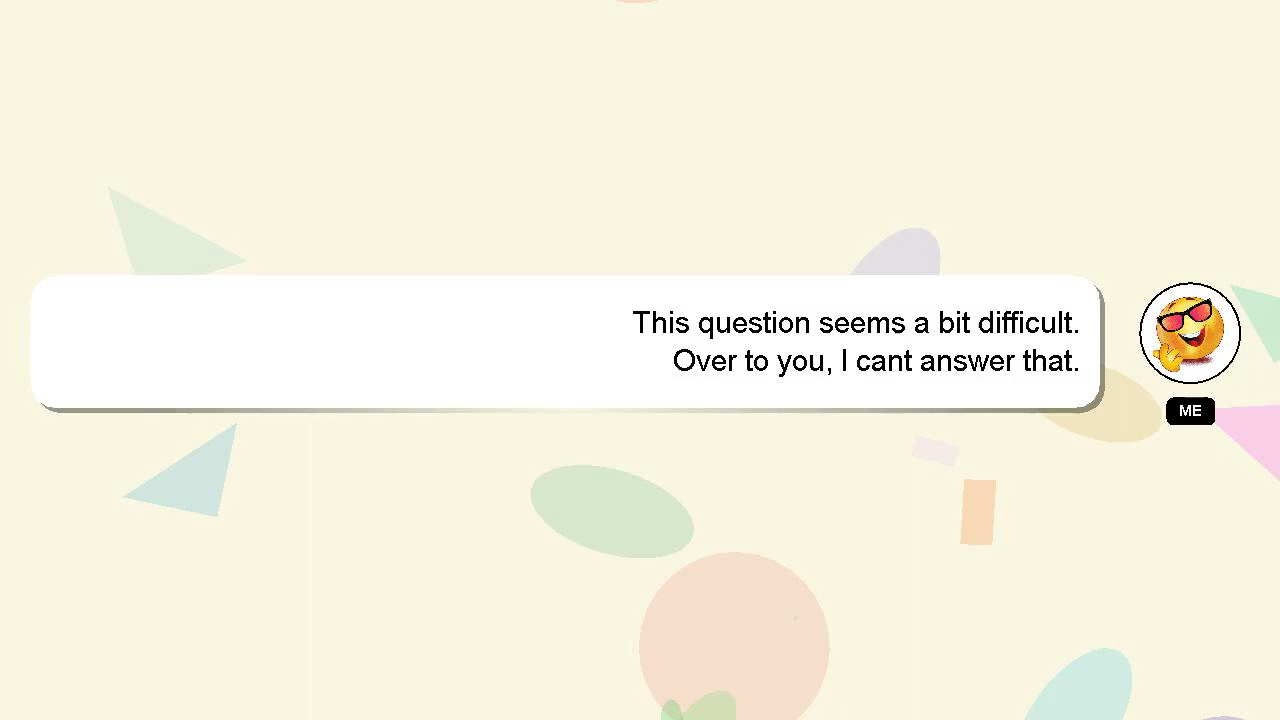 This question seems a bit difficult.
Over to you, I cant answer that.
ME